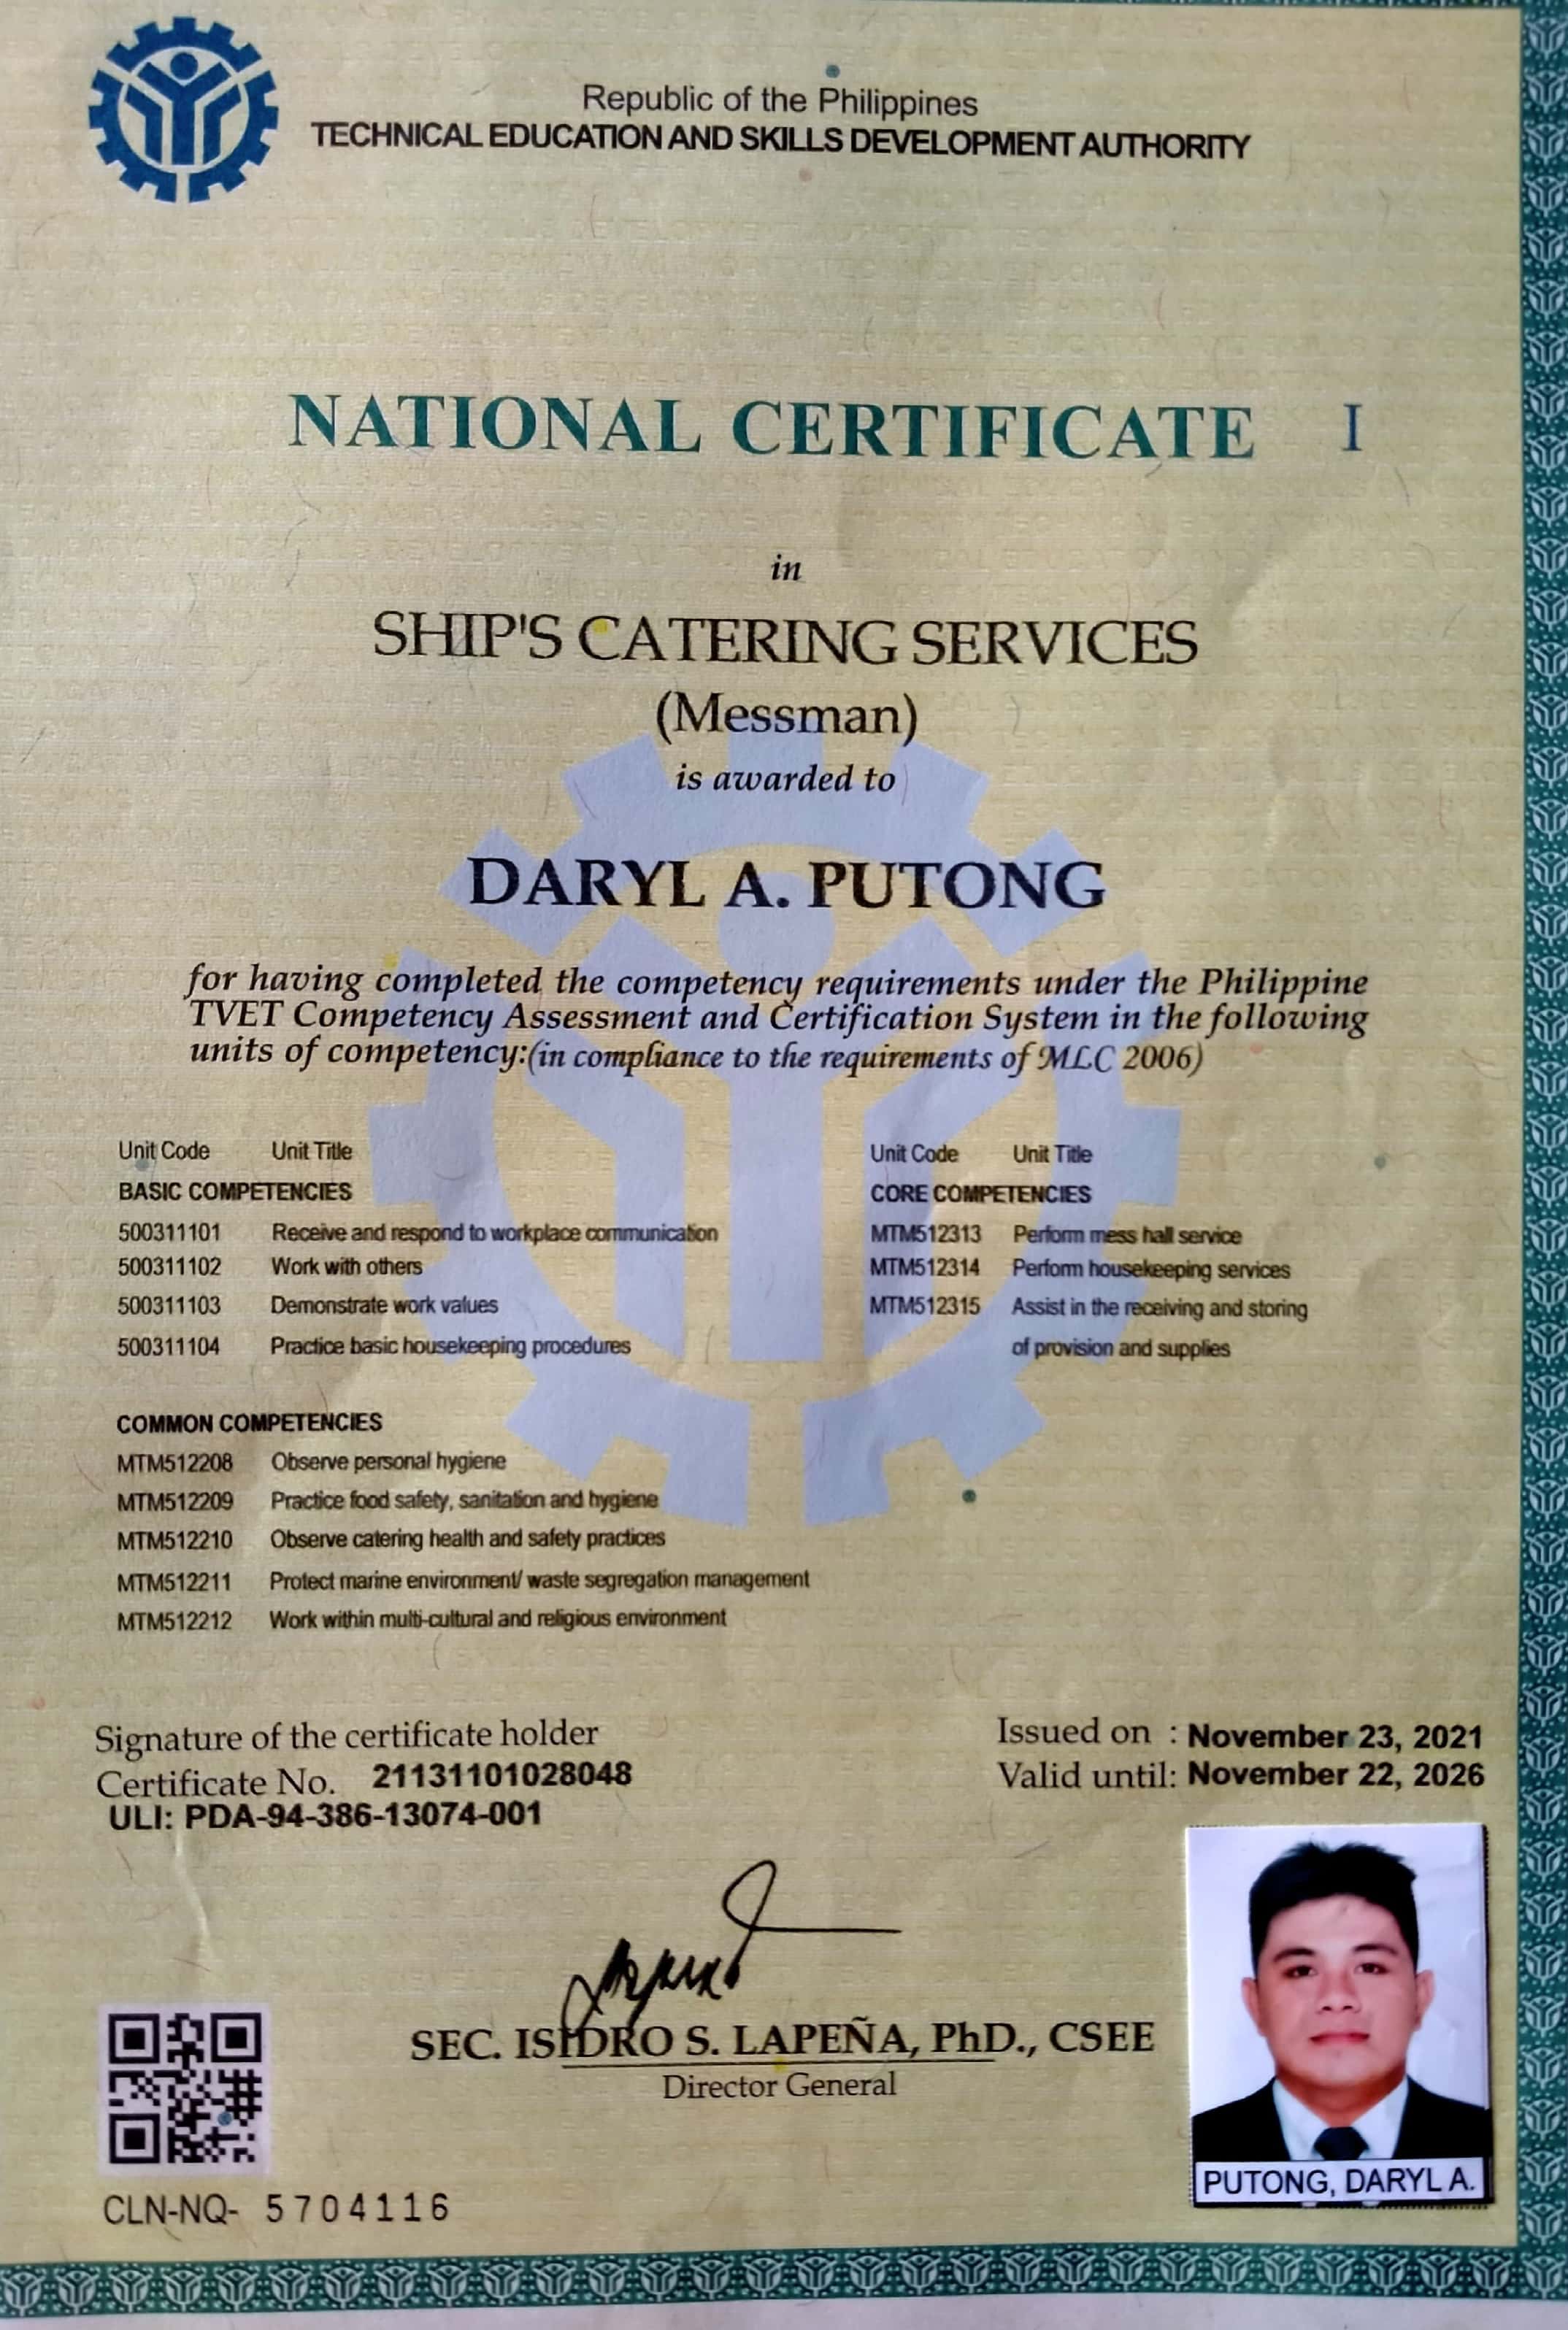 Republic of the Philippines
TECHNICAL EDUCATION AND SKILLS DEVELOPMENT AUTHORITY
NATIONAL CERTIFICATE I
in
SHIP'S CATERING SERVICES
(Messman)
is awarded to
DARYL A. PUTONG
for having completed the competency requirements under the Philippine
TVET Competency Assessment and Certification System in the following
units of competency:(in compliance to the requirements of MLC 2006)
Unit Code Unit Title
BASIC COMPETENCIES
500311101 Receive and respond to workplace communication
500311102 Work with others
500311103 Demonstrate work values
500311104 Practice basic housekeeping procedures
COMMON COMPETENCIES
MTM512208 Observe personal hygiene
MTM512209 Practice food safety, sanitation and hygiene
MTM512210 Observe catering health and safety practices
MTM512211 Protect marine environment/ waste segregation management
MTM512212 Work within multi-cultural and religious environment
Unit Code Unit Title
CORE COMPETENCIES
MTM512313 Perform mess hall service
MTM512314 Perform housekeeping services
MTM512315 Assist in the receiving and storing
of provision and supplies
Signature of the certificate holder
Certificate No. 21131101028048
ULI: PDA-94-386-13074-001
Issued on : November 23, 2021
Valid until: November 22, 2026
SEC. ISIDRO S. LAPEÑA, PhD., CSEE
Director General
PUTONG, DARYL A.
CLN-NQ- 5704116